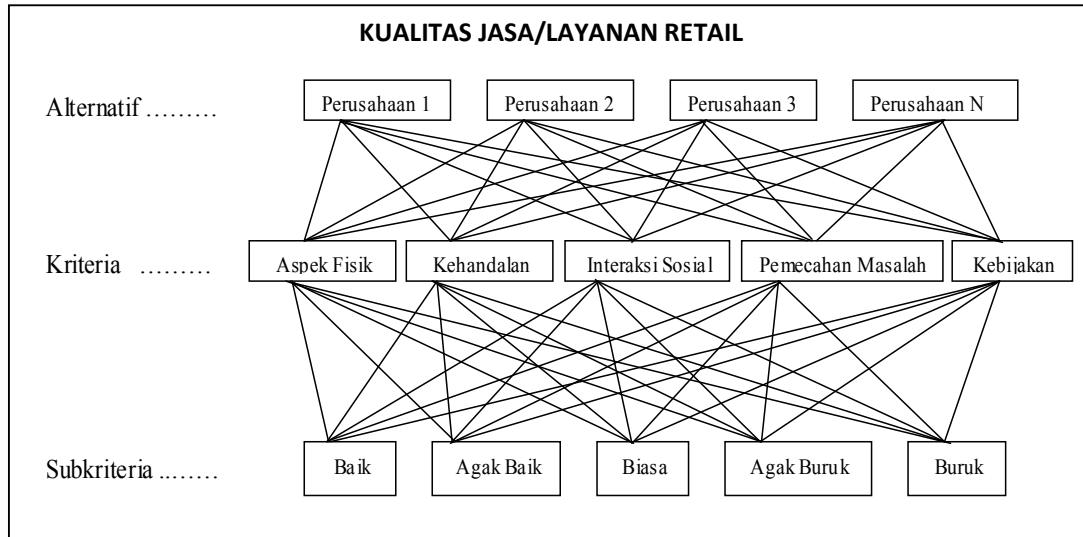 KUALITAS JASA/LAYANAN RETAIL
Alternatif ……… Perusahaan 1 Perusahaan 2 Perusahaan 3 Perusahaan N
Kriteria ……… Aspek Fisik Kehandalan Interaksi Sosial Pemecahan Masalah Kebijakan
Subkriteria ..…… Baik Agak Baik Biasa Agak Buruk Buruk